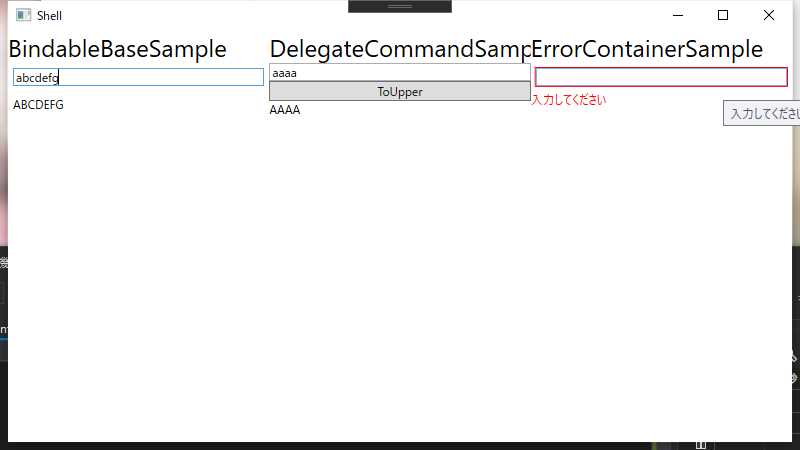 Shell
BindableBaseSample
abcdefg
ABCDEFG
DelegateCommandSamp
aaaa
ToUpper
AAAA
ErrorContainerSample
入力してください
入力してください